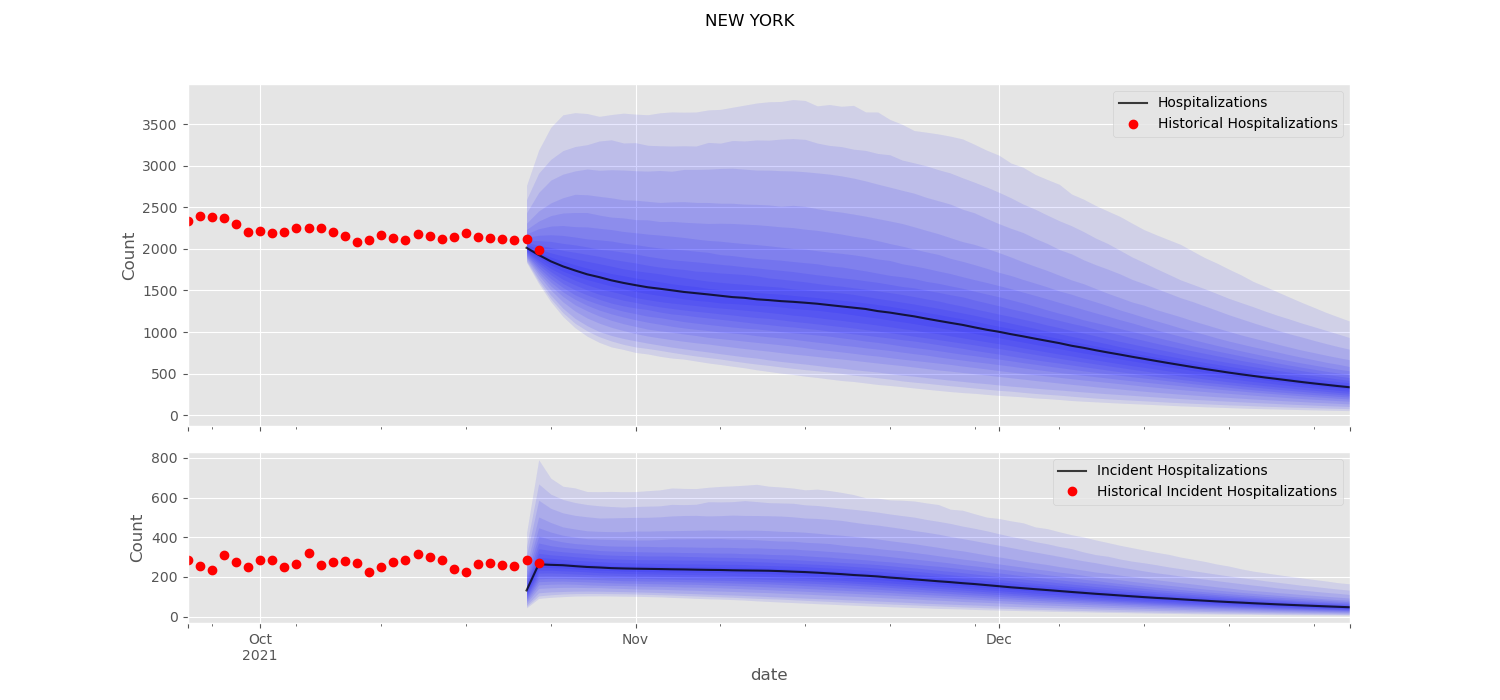 NEW YORK
Hospitalizations
Historical Hospitalizations
3500
3000
2500
2000
1500
1000
500
0
Count
Incident Hospitalizations
Historical Incident Hospitalizations
800
600
400
200
0
Count
Oct
2021
Nov
Dec
date